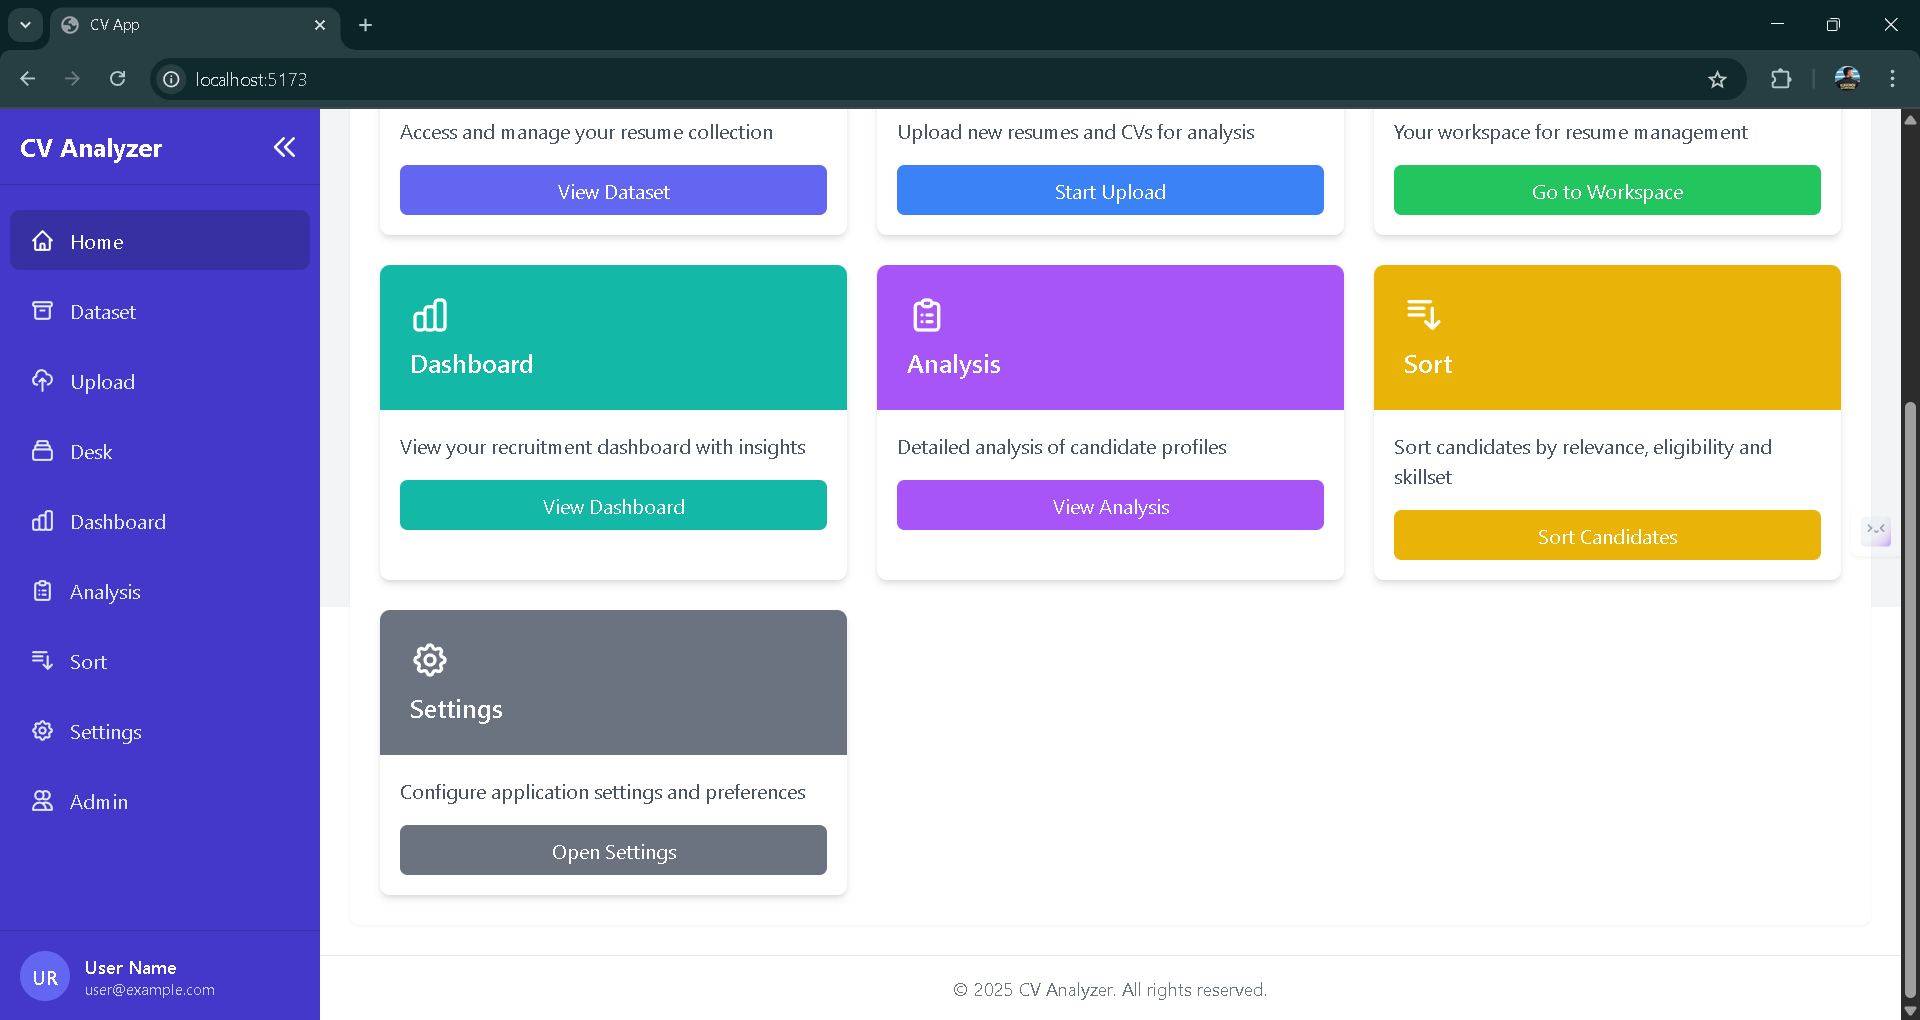 CV App
localhost:5173
CV Analyzer
Home
Dataset
Upload
Desk
Dashboard
Analysis
Sort
Settings
Admin
UR
User Name
user@example.com
Access and manage your resume collection
View Dataset
Upload new resumes and CVs for analysis
Start Upload
Your workspace for resume management
Go to Workspace
Dashboard
View your recruitment dashboard with insights
View Dashboard
Analysis
Detailed analysis of candidate profiles
View Analysis
Sort
Sort candidates by relevance, eligibility and
skillset
Sort Candidates
Settings
Configure application settings and preferences
Open Settings
© 2025 CV Analyzer. All rights reserved.